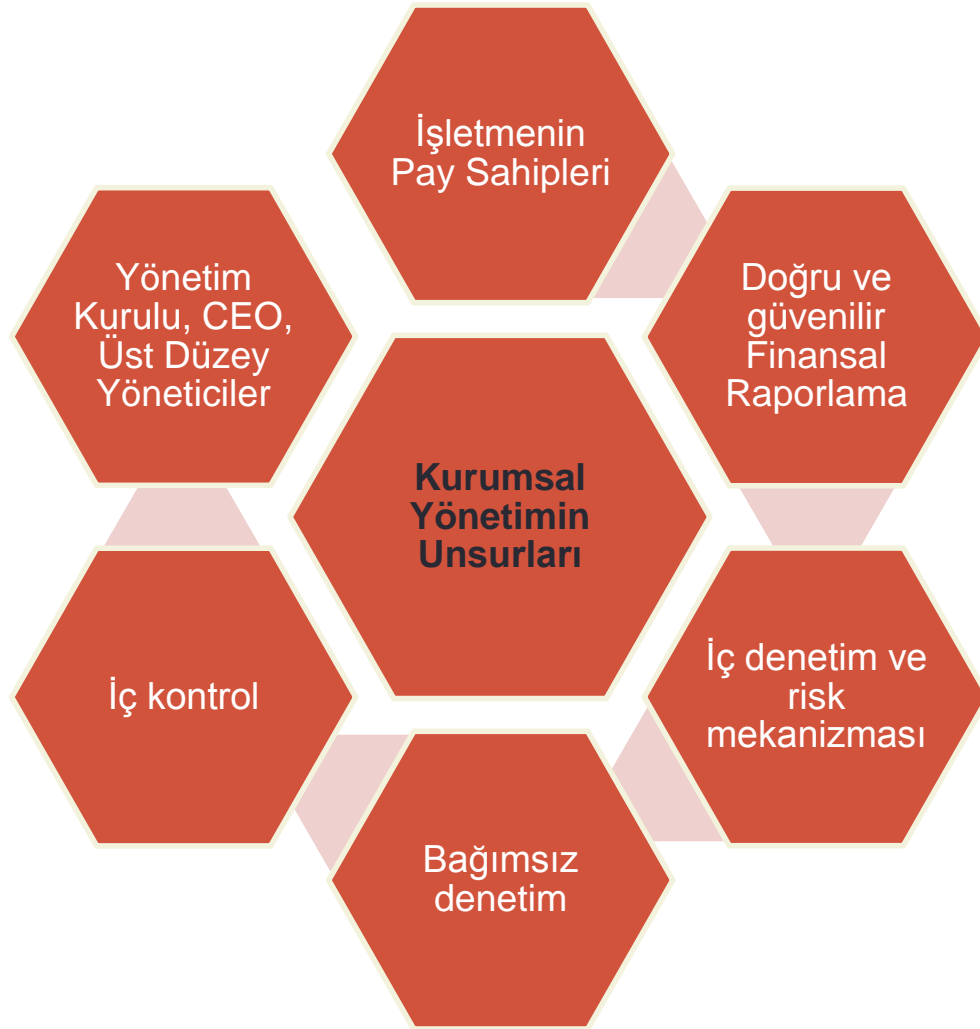 İşletmenin
Pay Sahipleri
Doğru ve
güvenilir
Finansal
Raporlama
İç denetim ve
risk
mekanizması
Bağımsız
denetim
İç kontrol
Yönetim
Kurulu, CEO,
Üst Düzey
Yöneticiler
Kurumsal
Yönetimin
Unsurları